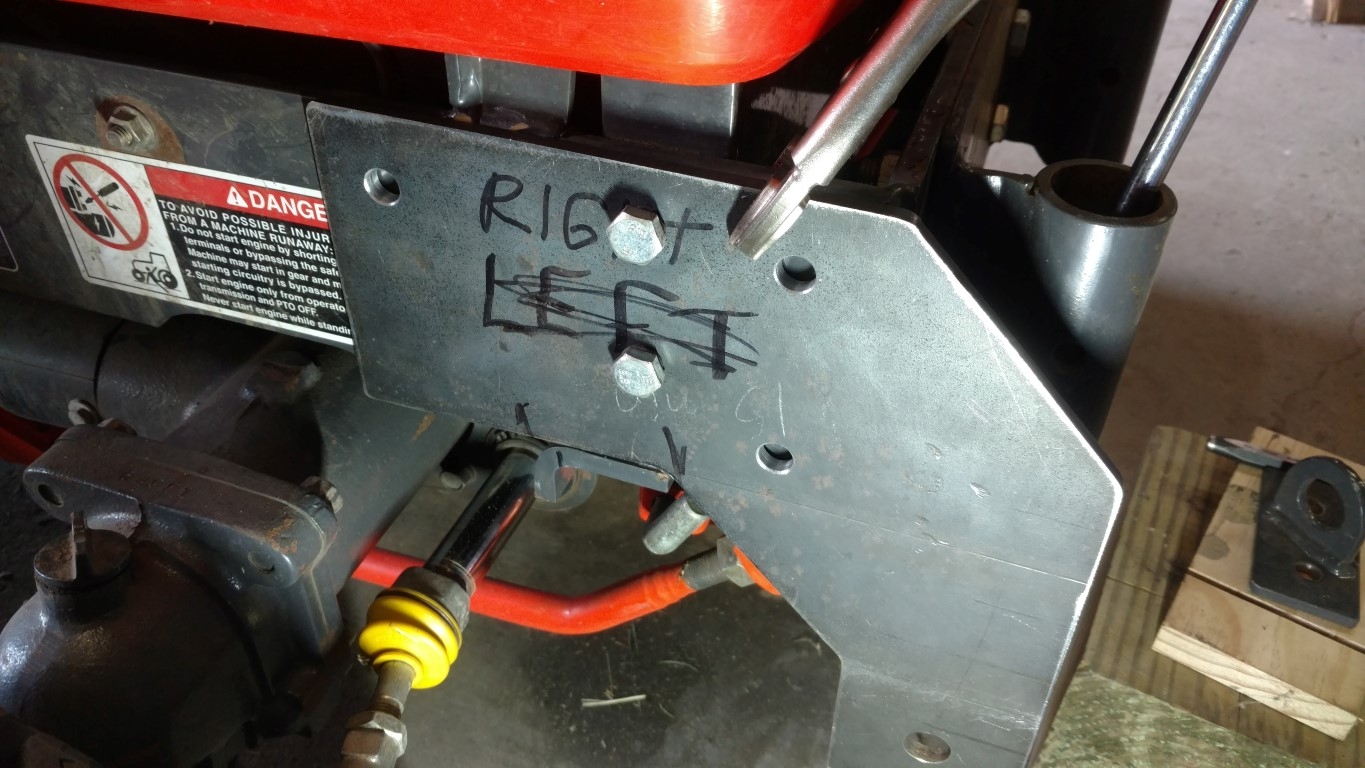 DANGE
TO AVOID POSSIBLE INJUR
FROM A MACHINE RUNAWAY:
1.Do not start engine by shorting
terminals or bypassing the safe
Machine may start in gear and m
starting circuitry is bypassed.
2.Start engine only from operato
transmission and PTO OFF.
Never start engine while standi
RIGHT
LEFT